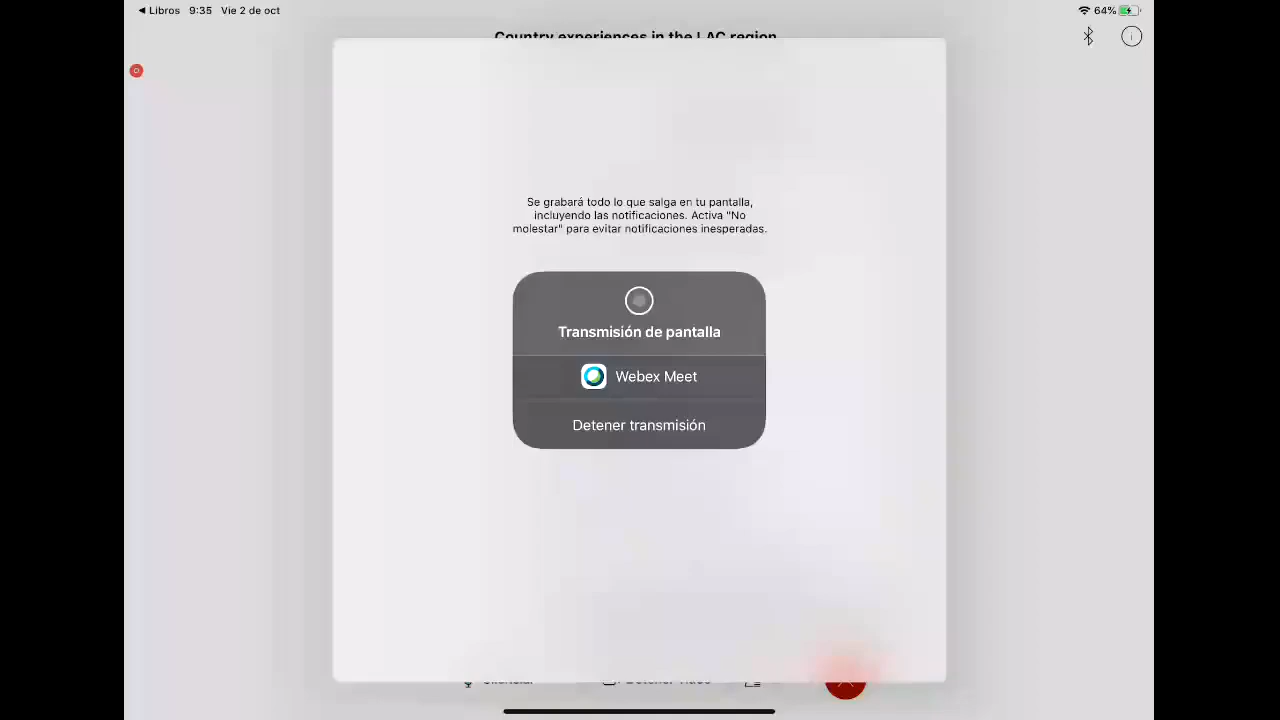 Libros 9:35 Vie 2 de oct
64%
Country experiences in the LAC region
Se grabará todo lo que salga en tu pantalla,
incluyendo las notificaciones. Activa "No
molestar" para evitar notificaciones inesperadas.
Transmisión de pantalla
Webex Meet
Detener transmisión